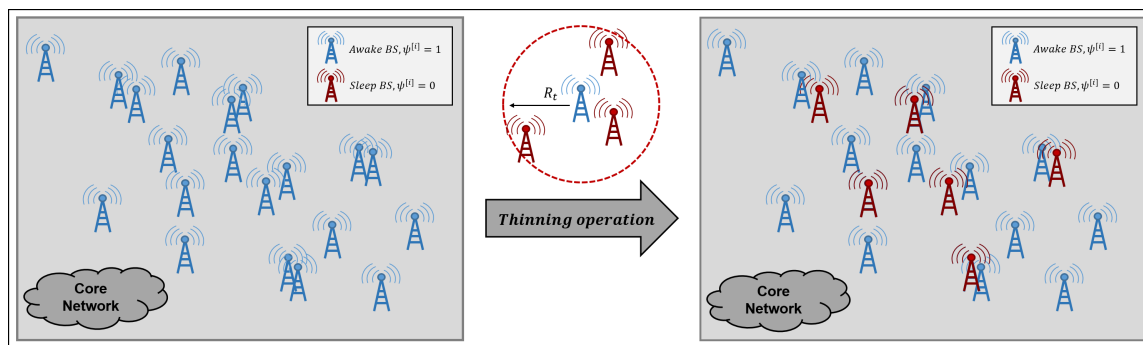 Awake BS, ψ^[i] = 1
Sleep BS, ψ^[i] = 0
Core
Network
R_t
Thinning operation
Awake BS, ψ^[i] = 1
Sleep BS, ψ^[i] = 0
Core
Network